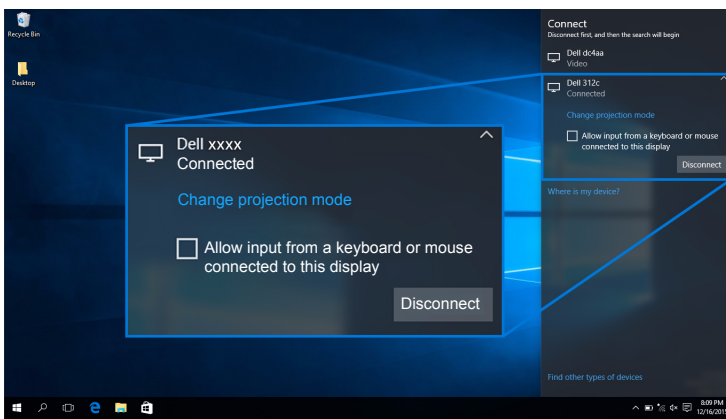 Recycle Bin
Desktop
Connect
Disconnect first, and then the search will begin
Dell dc4aa
Video
Dell 312c
Connected
Change projection mode
Allow input from a keyboard or mouse
connected to this display
Disconnect
Where is my device?
Find other types of devices
Dell xxxx
Connected
Change projection mode
Allow input from a keyboard or mouse
connected to this display
Disconnect
8:09 PM